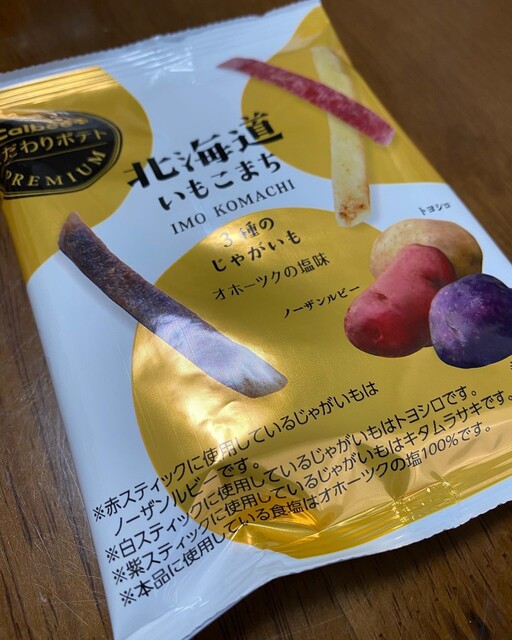 Calbee
だわりポテト
PREMIUM
北海道
いもこまち
IMO KOMACHI
3種の
じゃがいも
オホーツクの塩味
トヨシロ
ノーザンルビー
※赤スティックに使用しているじゃがいもは
ノーザンルビーです。
※白スティックに使用しているじゃがいもはトヨシロです。
※紫スティックに使用しているじゃがいもはキタムラサキです。
※本品に使用している食塩はオホーツクの塩100%です。